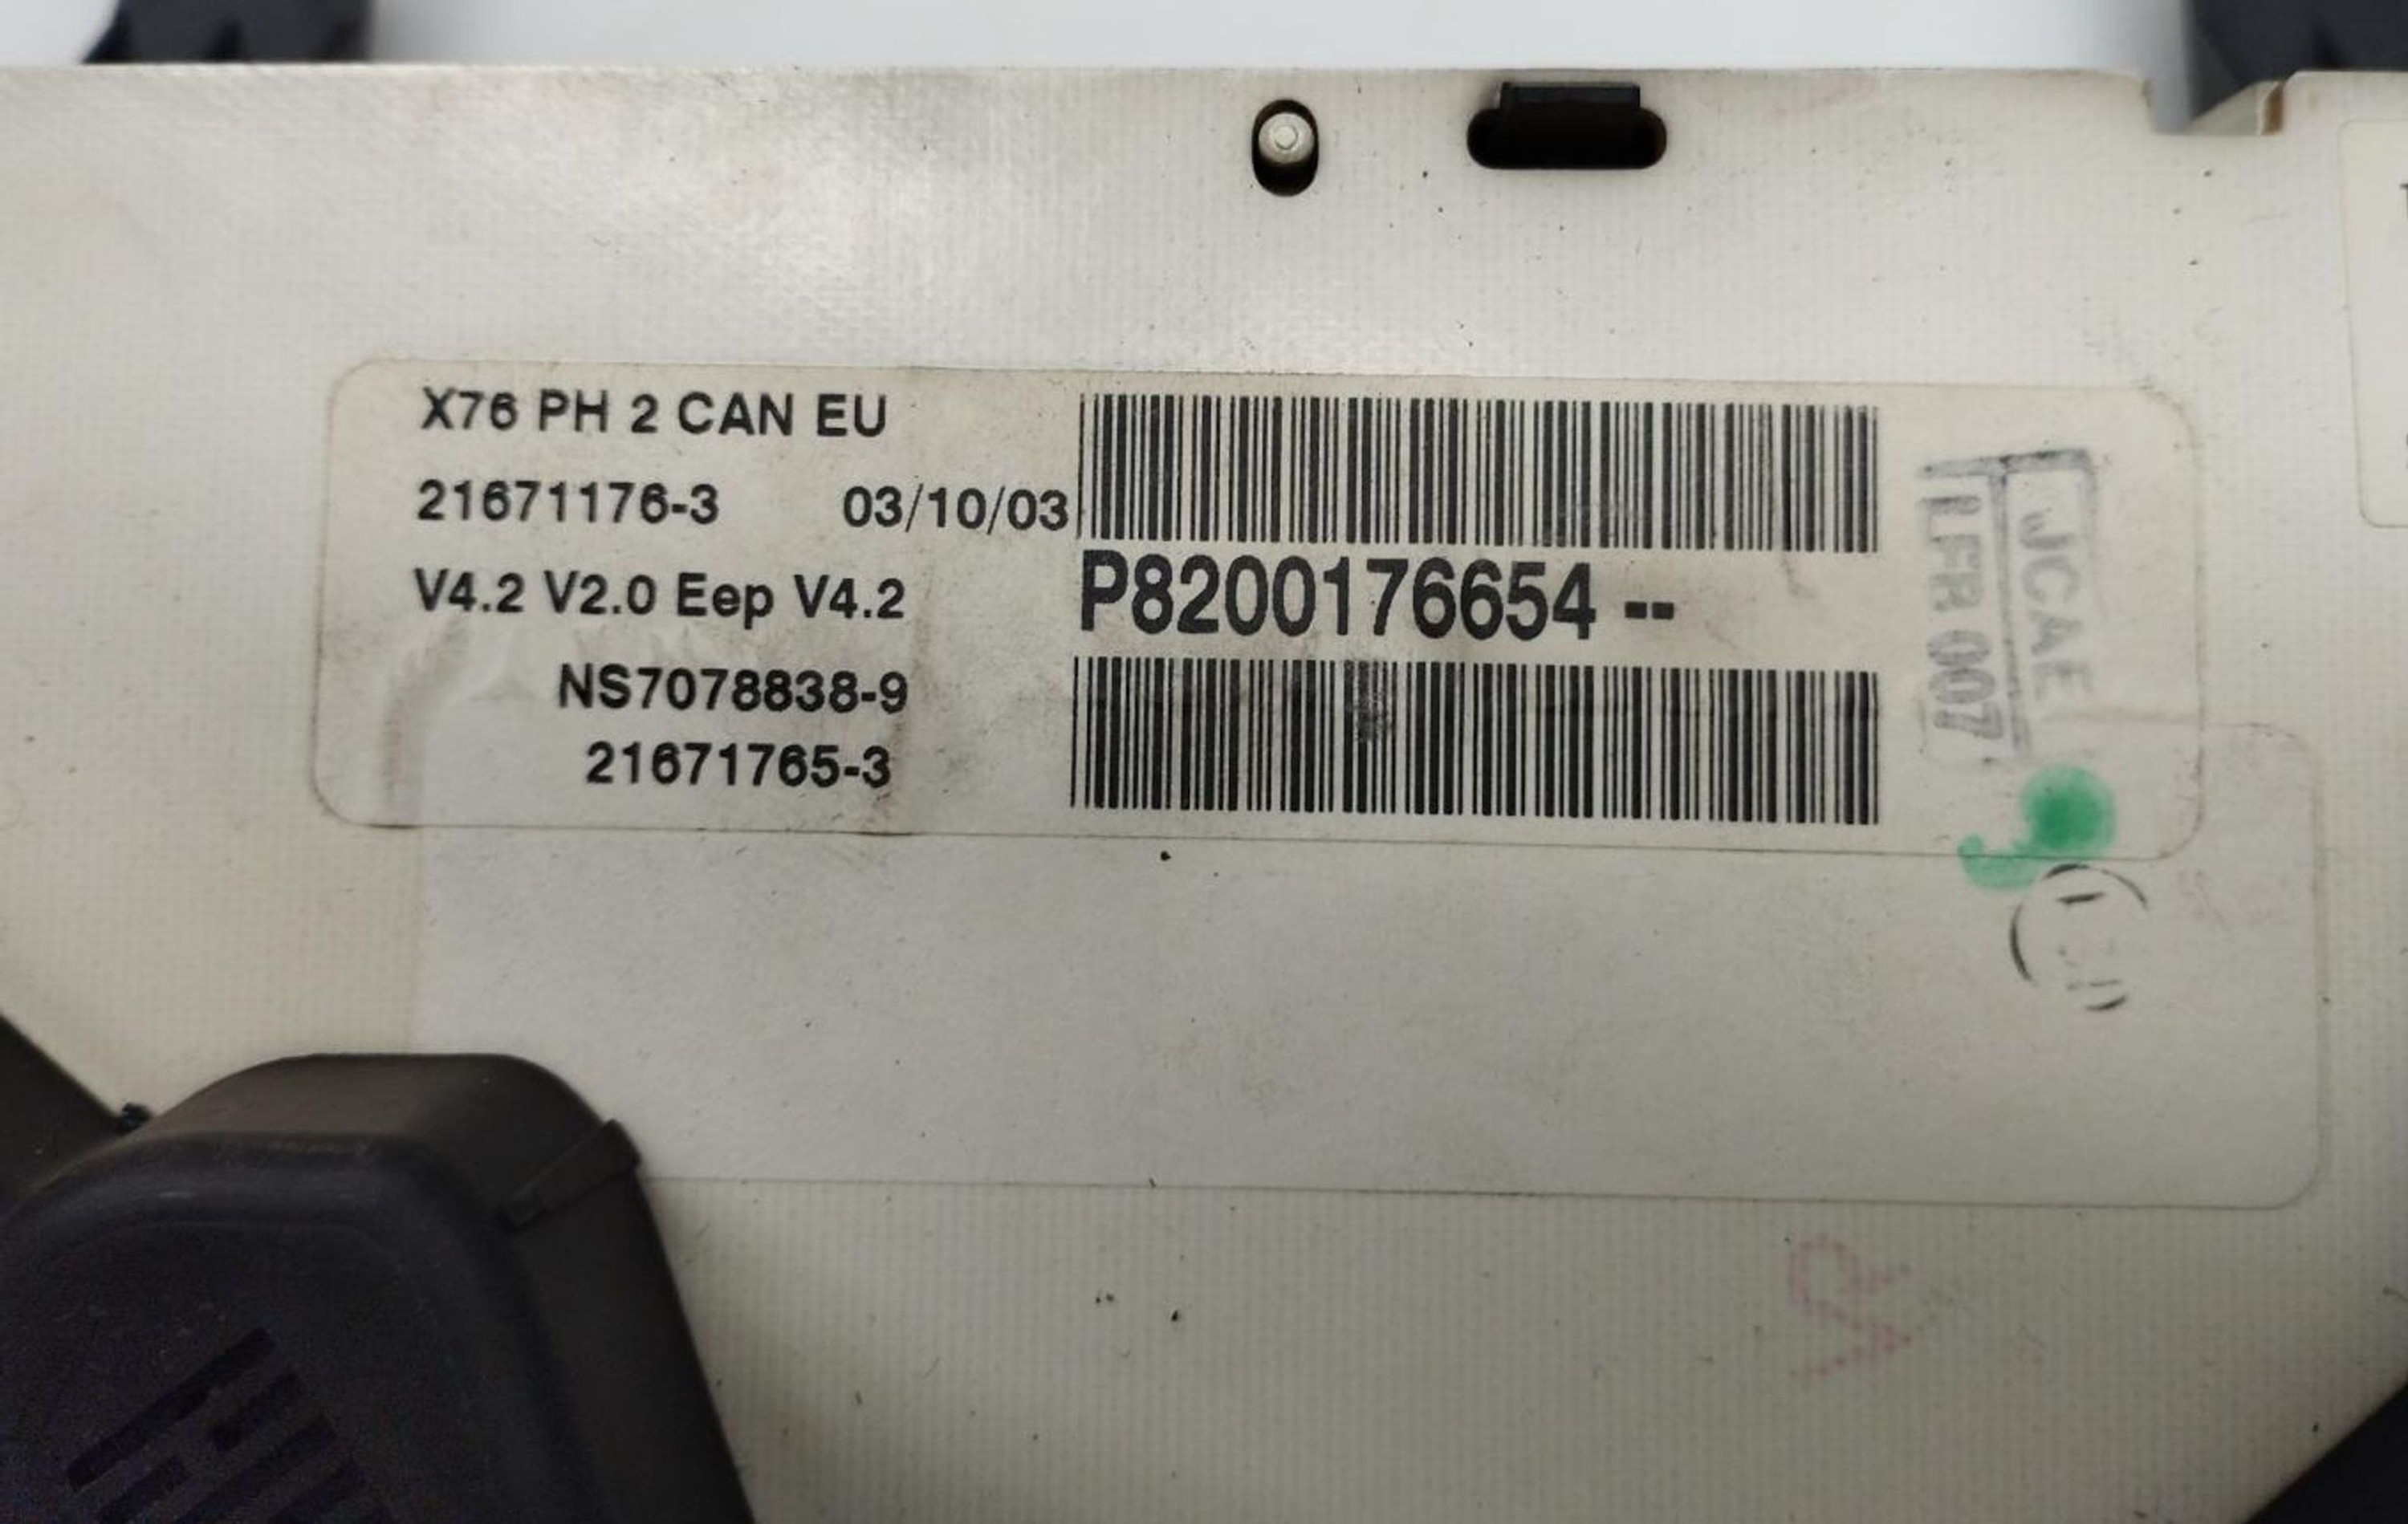 X76 PH 2 CAN EU
21671176-3 03/10/03
V4.2 V2.0 Eep V4.2
NS7078838-9
21671765-3
P8200176654 --
JCAE
LFR 007